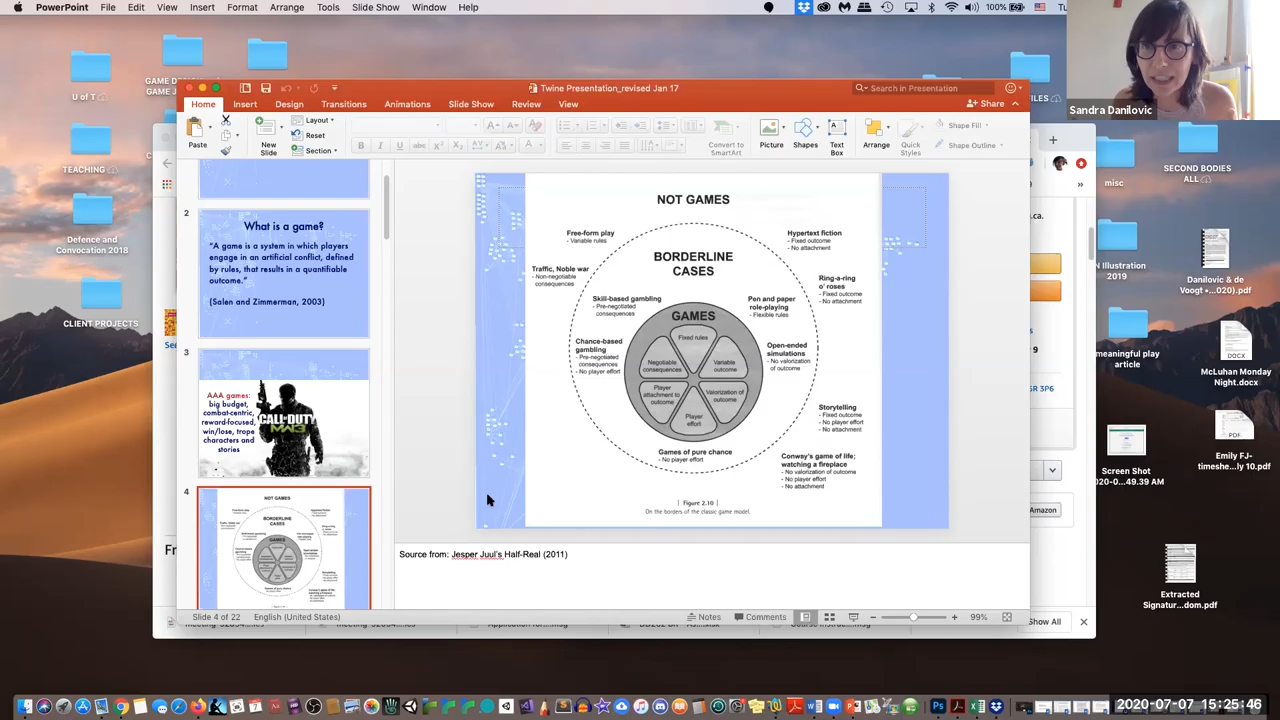 PowerPoint File Edit View Insert Format Arrange Tools Slide Show Window Help
100%
Sandra Danilovic
U of T
TEACHING
Defence and
Convocation 2018
CLIENT PROJECTS
Twine Presentation_revised Jan 17
Search in Presentation
Home Insert Design Transitions Animations Slide Show Review View
Share
Paste
New
Slide
Layout
Reset
Section
Convert to
SmartArt
Picture
Shapes
Text
Box
Arrange
Quick
Styles
Shape Fill
Shape Outline
2
What is a game?
“A game is a system in which players
engage in an artificial conflict, defined
by rules, that results in a quantifiable
outcome.”
(Salen and Zimmerman, 2003)
3
AAA games:
big budget,
combat-centric,
reward-focused,
win/lose, trope
characters and
stories
CALL·DUTY
MW3
4
NOT GAMES
BORDERLINE
CASES
GAMES
NOT GAMES
Free-form play
- Variable rules
Hypertext fiction
- Fixed outcome
- No attachment
BORDERLINE
CASES
Traffic, Noble war
- Non-negotiable
consequences
Ring-a-ring
o' roses
- Fixed outcome
- No attachment
Skill-based gambling
- Pre-negotiated
consequences
Pen and paper
role-playing
- Flexible rules
GAMES
Fixed rules
Chance-based
gambling
- Pre-negotiated
consequences
- No player effort
Open-ended
simulations
- No valorization
of outcome
Negotiable
consequences
Variable
outcome
Player
attachment to
outcome
Valorization of
outcome
Player
effort
Storytelling
- Fixed outcome
- No player effort
- No attachment
Games of pure chance
- No player effort
Conway's game of life;
watching a fireplace
- No valorization of outcome
- No player effort
- No attachment
Figure 2.10
On the borders of the classic game model.
Source from: Jesper Juul's Half-Real (2011)
Slide 4 of 22 English (United States)
Notes Comments
99%
Show All
Amazon
misc
SECOND BODIES
ALL
Danilovic & de
Voogt •...020).pdf
McLuhan Monday
Night.docx
Screen Shot
Emily FJ-
timeshe...ly 10.pdf
Extracted
Signatur...dom.pdf
2020-07-07 15:25:46